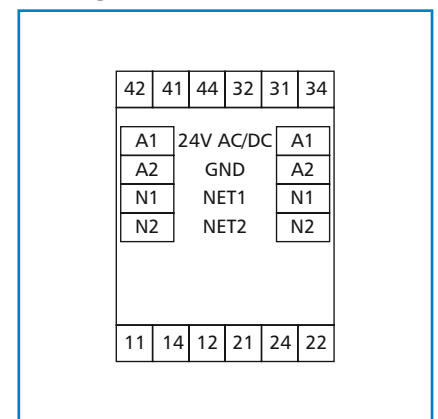 42 41 44 32 31 34
A1 24V AC/DC A1
A2 GND A2
N1 NET1 N1
N2 NET2 N2
11 14 12 21 24 22